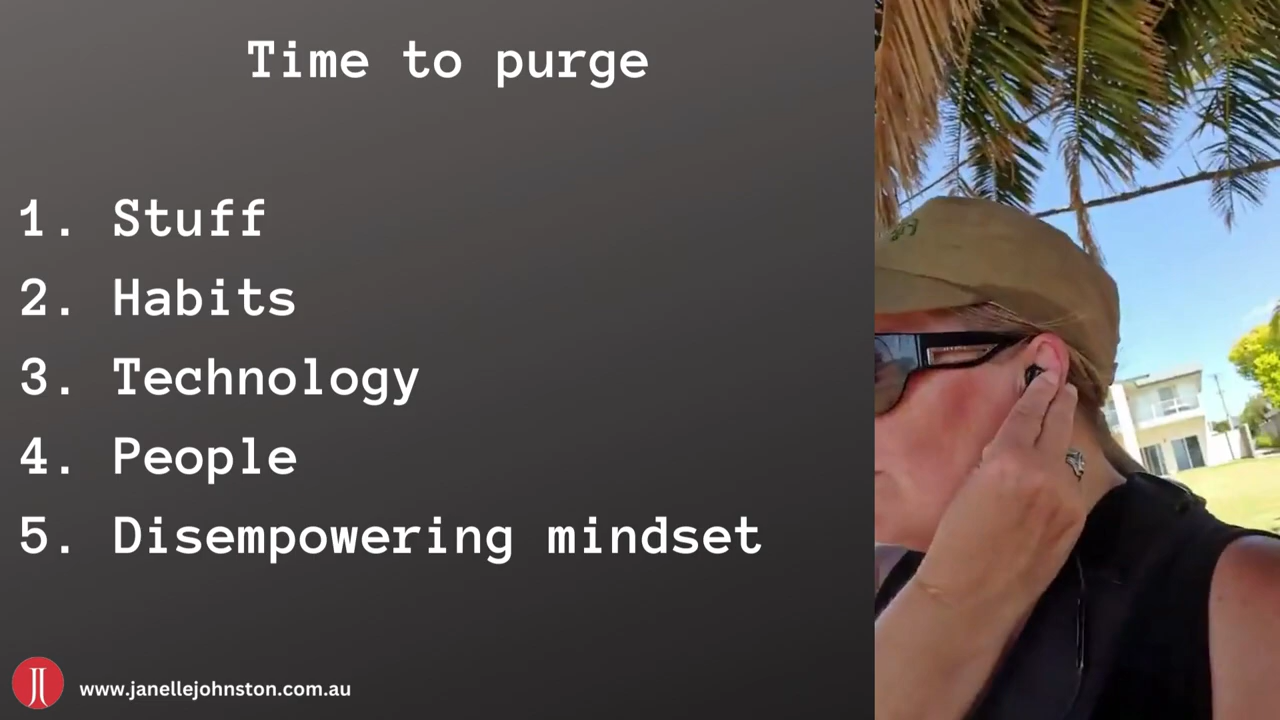 Time to purge
1. Stuff
2. Habits
3. Technology
4. People
5. Disempowering mindset
www.janellejohnston.com.au